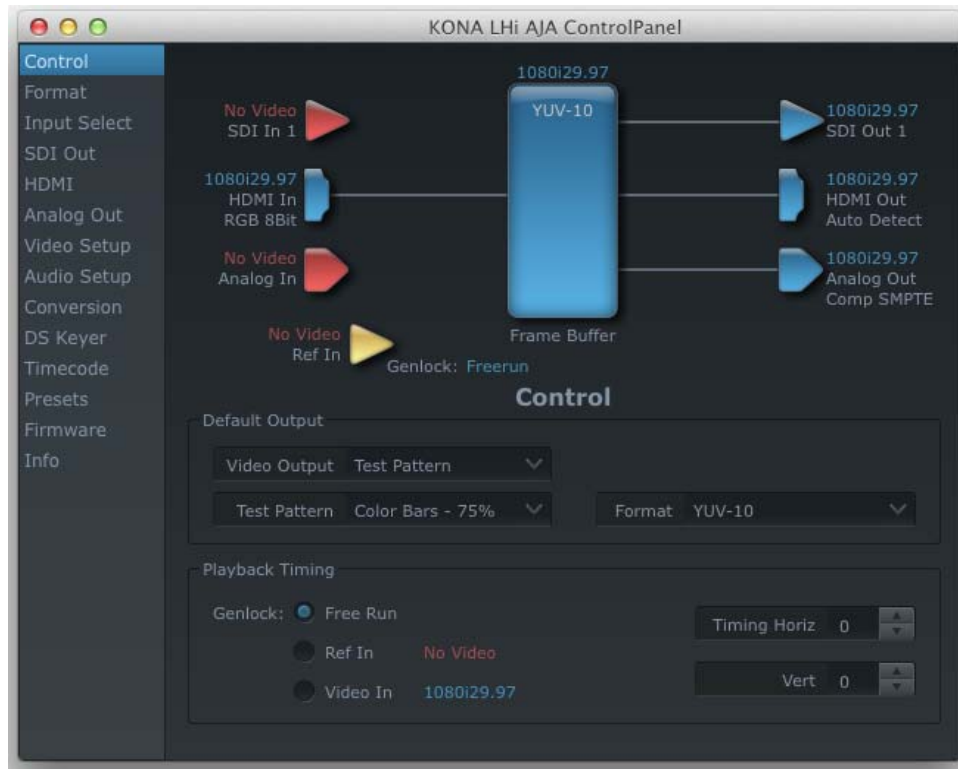 KONA LHi AJA ControlPanel
Control
Format
Input Select
SDI Out
HDMI
Analog Out
Video Setup
Audio Setup
Conversion
DS Keyer
Timecode
Presets
Firmware
Info
1080i29.97
YUV-10
Frame Buffer
No Video
SDI In 1
1080i29.97
HDMI In
RGB 8Bit
No Video
Analog In
No Video
Ref In
Genlock: Freerun
1080i29.97
SDI Out 1
1080i29.97
HDMI Out
Auto Detect
1080i29.97
Analog Out
Comp SMPTE
Control
Default Output
Video Output Test Pattern
Test Pattern Color Bars - 75%
Format YUV-10
Playback Timing
Genlock: Free Run
Ref In No Video
Video In 1080i29.97
Timing Horiz 0
Vert 0